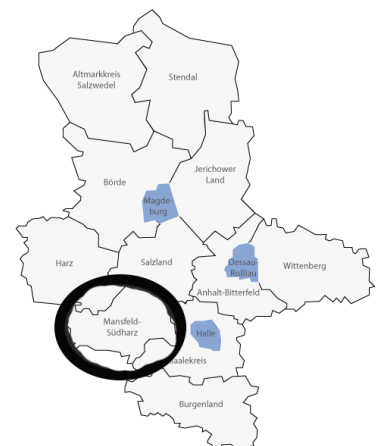 Altmarkkreis
Salzwedel
Stendal
Börde
Jerichower
Land
Magde-
burg
Harz
Salzland
Dessau-
Roßlau
Wittenberg
Anhalt-Bitterfeld
Mansfeld-
Südharz
Halle
Saalekreis
Burgenland